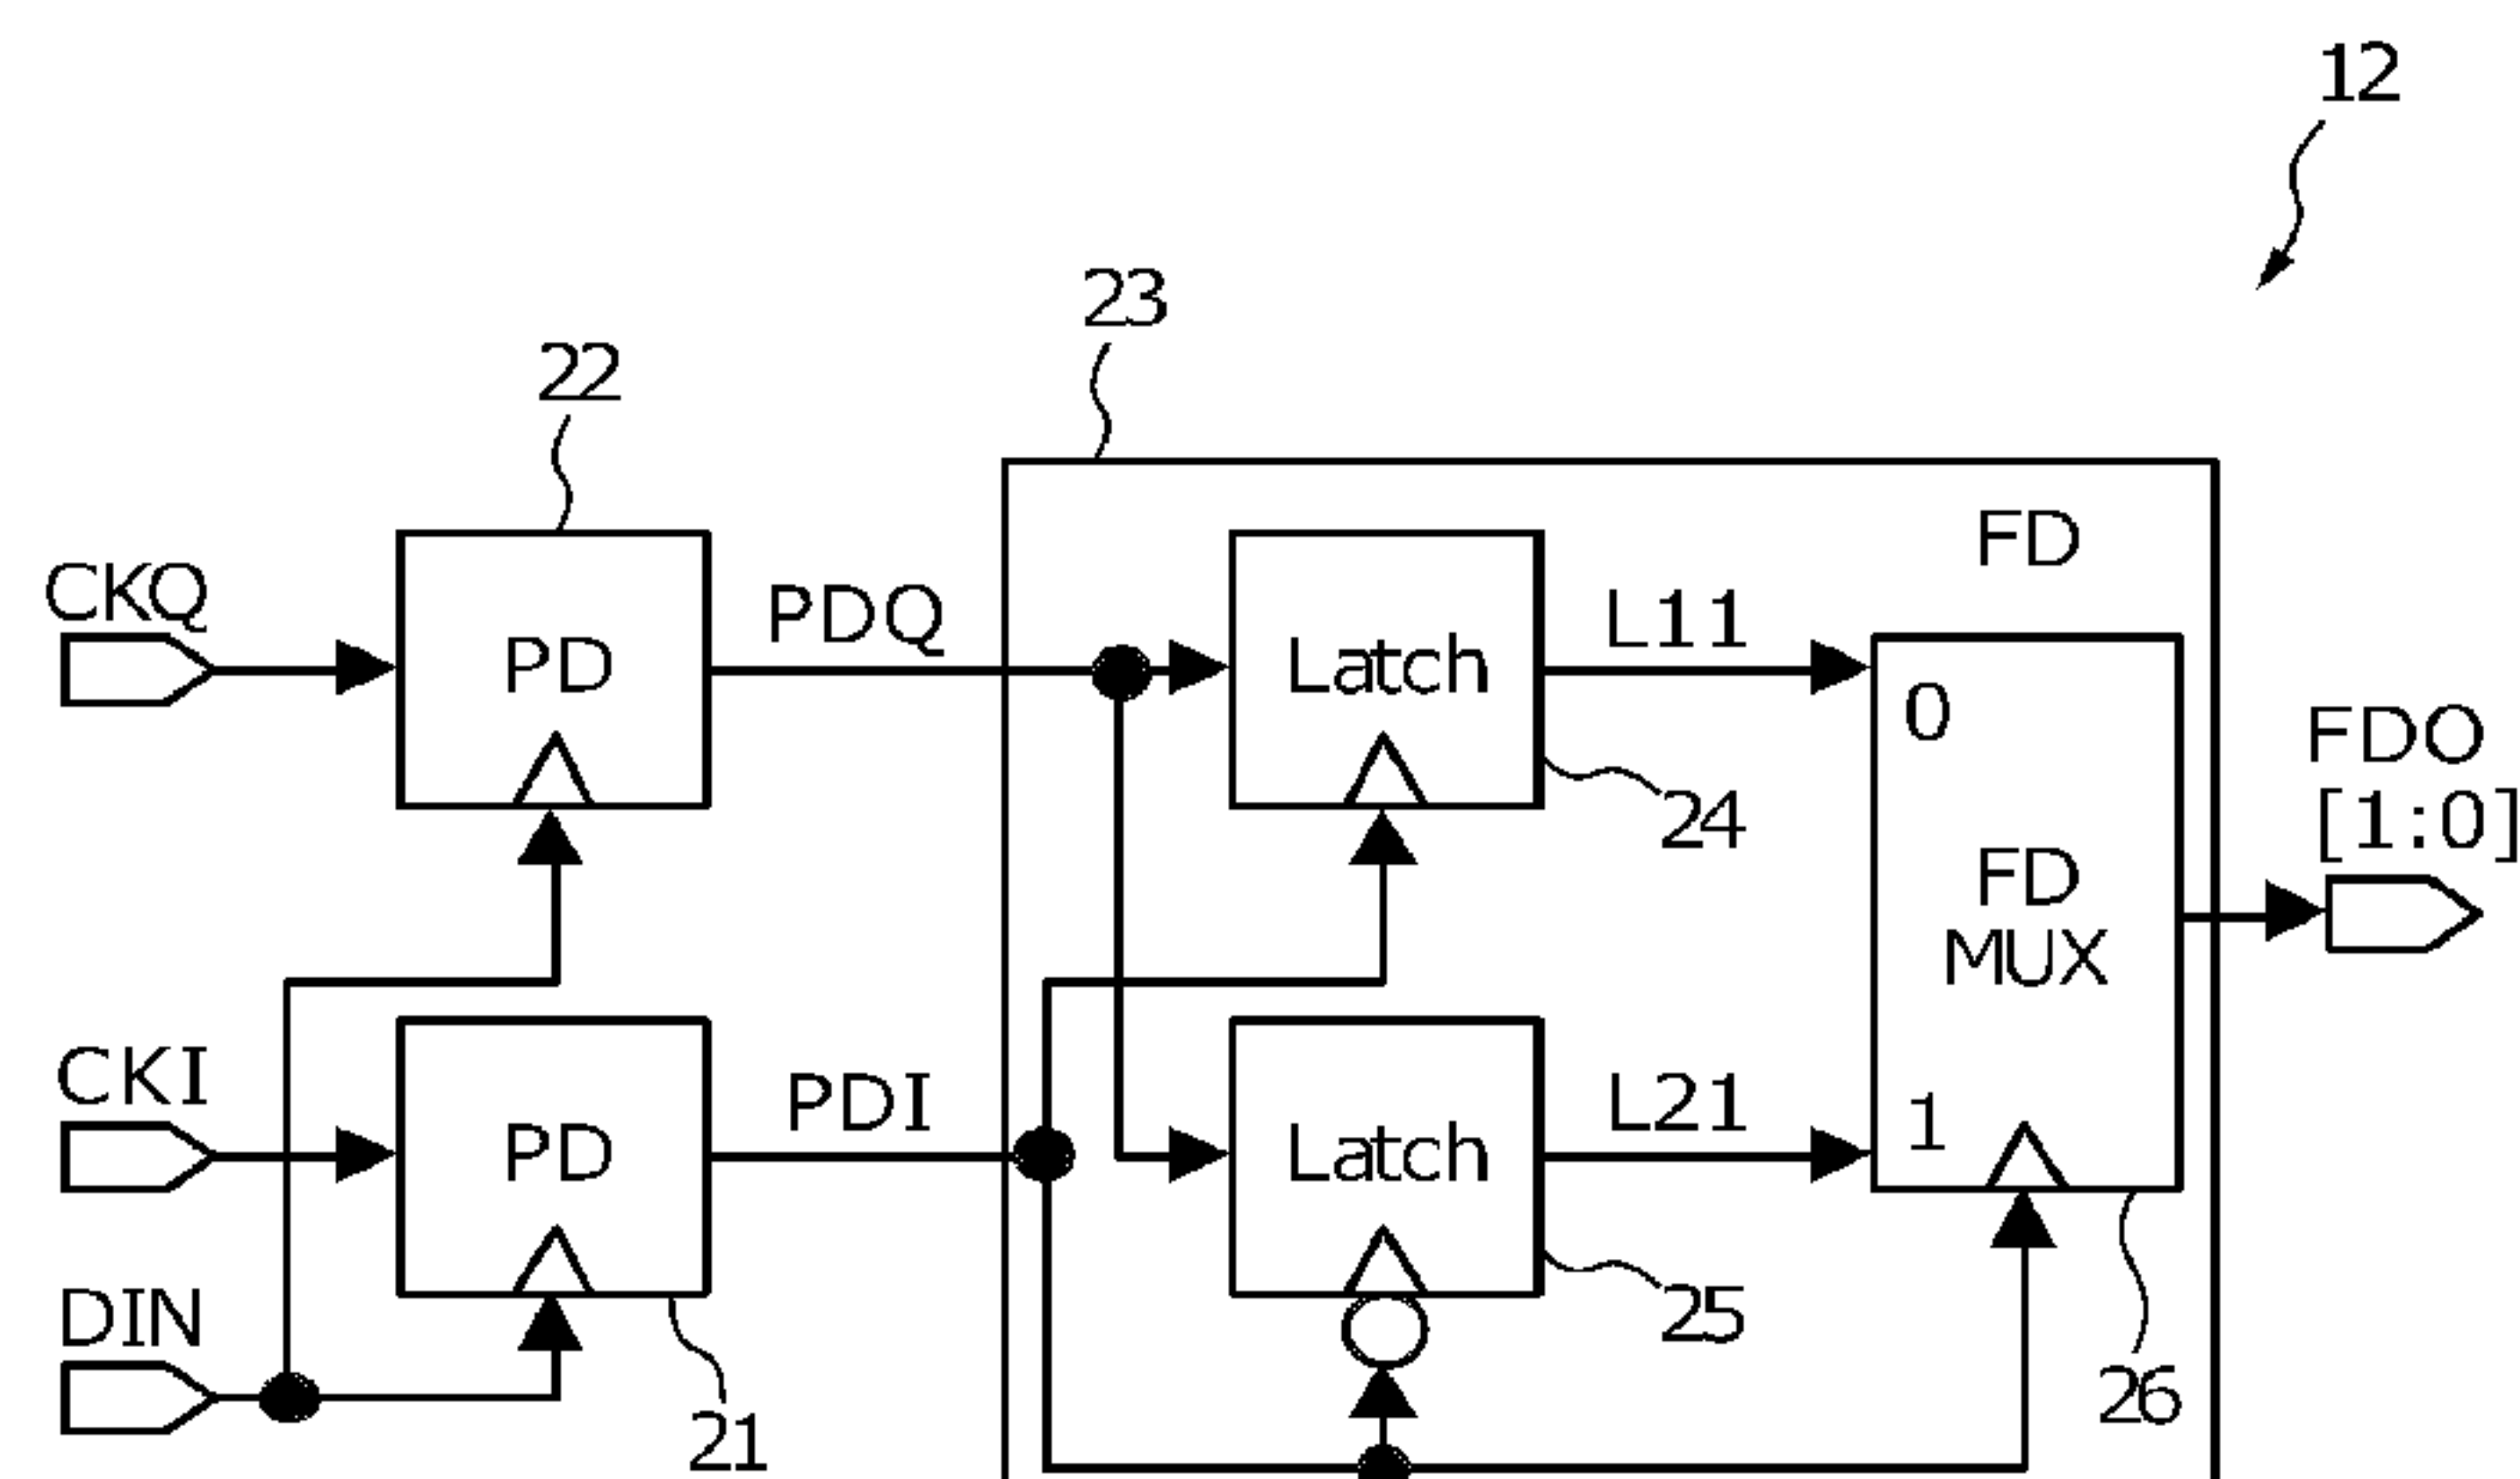 12
23
22
FD
CKQ
PDQ
L11
PD
Latch
0
FDO
[1:0]
24
FD
MUX
CKI
PDI
L21
1
PD
Latch
DIN
25
26
21